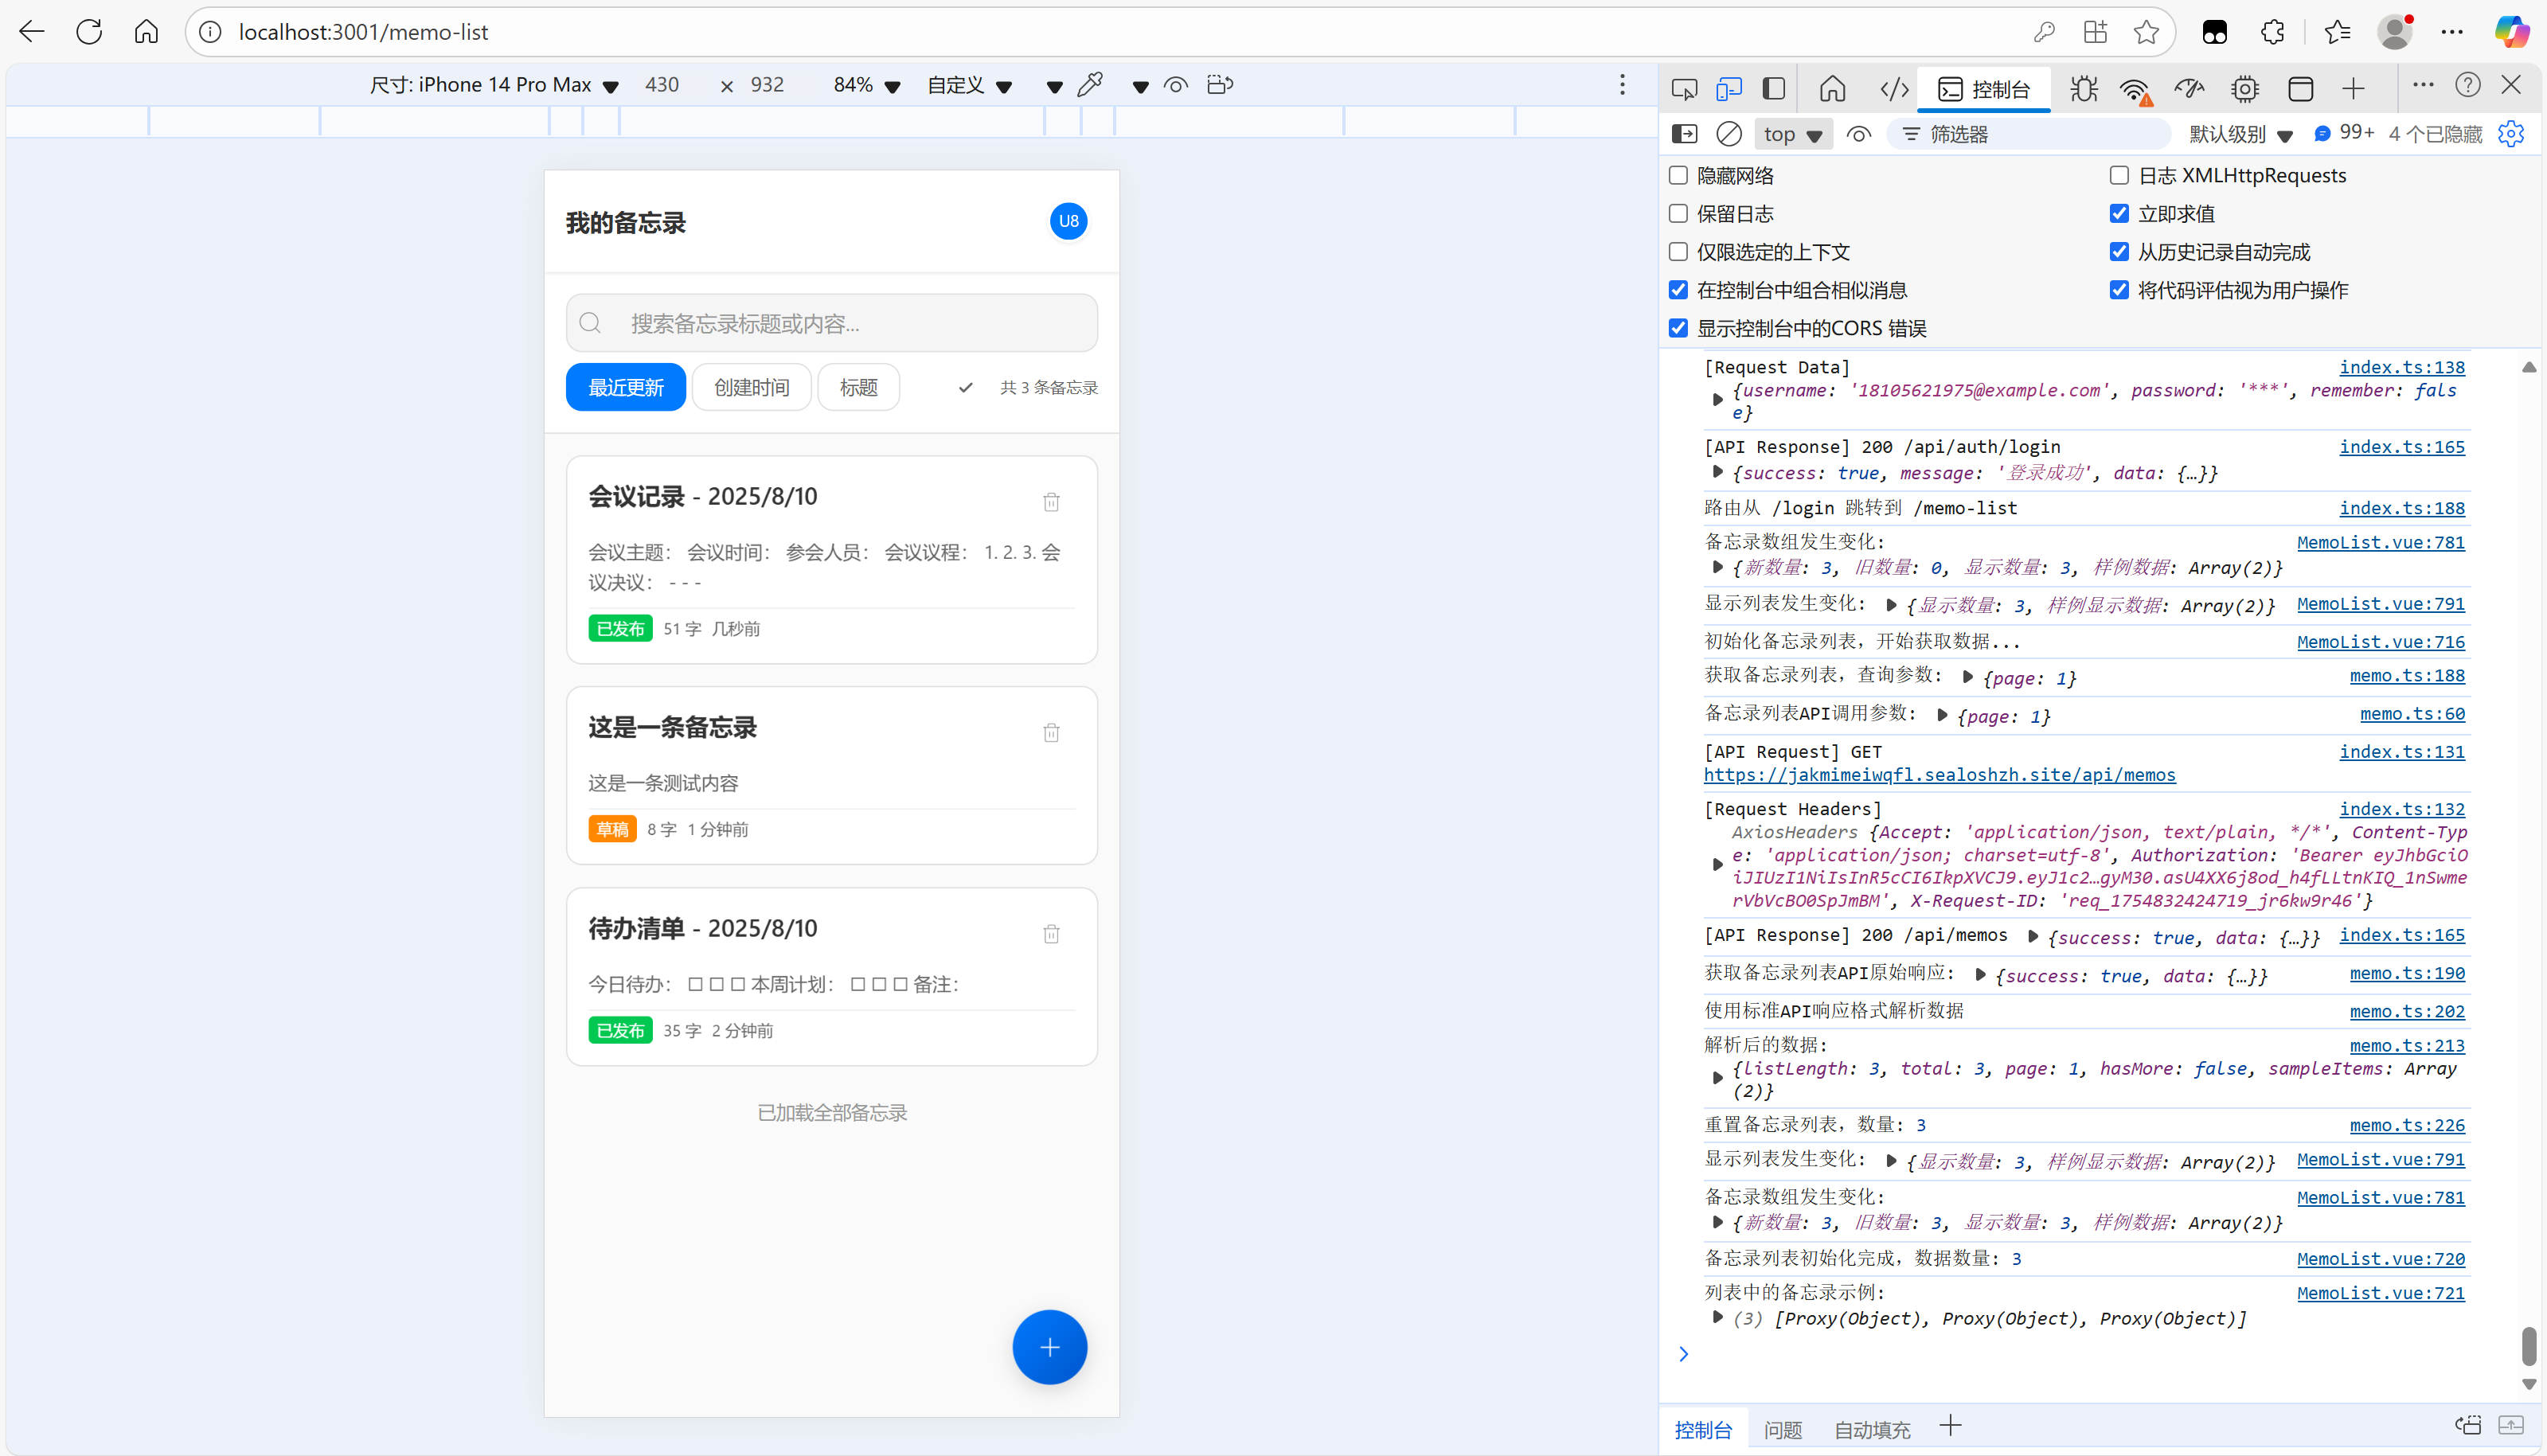 localhost:3001/memo-list
尺寸: iPhone 14 Pro Max 430 × 932 84% 自定义
控制台
top 筛选器 默认级别 99+ 4 个已隐藏
隐藏网络 日志 XMLHttpRequests
保留日志 立即求值
仅限选定的上下文 从历史记录自动完成
在控制台中组合相似消息 将代码评估视为用户操作
显示控制台中的CORS 错误
我的备忘录
U8
搜索备忘录标题或内容...
最近更新 创建时间 标题 共 3 条备忘录
会议记录 - 2025/8/10
会议主题： 会议时间： 参会人员： 会议议程： 1. 2. 3. 会
议决议： - - -
已发布 51 字 几秒前
这是一条备忘录
这是一条测试内容
草稿 8 字 1 分钟前
待办清单 - 2025/8/10
今日待办： ☐ ☐ ☐ 本周计划： ☐ ☐ ☐ 备注：
已发布 35 字 2 分钟前
已加载全部备忘录
[Request Data] index.ts:138
{username: '18105621975@example.com', password: '***', remember: fals
e}
[API Response] 200 /api/auth/login index.ts:165
{success: true, message: '登录成功', data: {…}}
路由从 /login 跳转到 /memo-list index.ts:188
备忘录数组发生变化: MemoList.vue:781
{新数量: 3, 旧数量: 0, 显示数量: 3, 样例数据: Array(2)}
显示列表发生变化: {显示数量: 3, 样例显示数据: Array(2)} MemoList.vue:791
初始化备忘录列表，开始获取数据... MemoList.vue:716
获取备忘录列表，查询参数: {page: 1} memo.ts:188
备忘录列表API调用参数: {page: 1} memo.ts:60
[API Request] GET index.ts:131
https://jakmimeiwqfl.sealoshzh.site/api/memos
[Request Headers] index.ts:132
AxiosHeaders {Accept: 'application/json, text/plain, */*', Content-Typ
e: 'application/json; charset=utf-8', Authorization: 'Bearer eyJhbGciO
iJIUzI1NiIsInR5cCI6IkpXVCJ9.eyJ1c2…gyM30.asU4XX6j8od_h4fLLtnKIQ_1nSwme
rVbVcBO0SpJmBM', X-Request-ID: 'req_1754832424719_jr6kw9r46'}
[API Response] 200 /api/memos {success: true, data: {…}} index.ts:165
获取备忘录列表API原始响应: {success: true, data: {…}} memo.ts:190
使用标准API响应格式解析数据 memo.ts:202
解析后的数据: memo.ts:213
{listLength: 3, total: 3, page: 1, hasMore: false, sampleItems: Array
(2)}
重置备忘录列表，数量: 3 memo.ts:226
显示列表发生变化: {显示数量: 3, 样例显示数据: Array(2)} MemoList.vue:791
备忘录数组发生变化: MemoList.vue:781
{新数量: 3, 旧数量: 3, 显示数量: 3, 样例数据: Array(2)}
备忘录列表初始化完成，数据数量: 3 MemoList.vue:720
列表中的备忘录示例: MemoList.vue:721
(3) [Proxy(Object), Proxy(Object), Proxy(Object)]
控制台 问题 自动填充